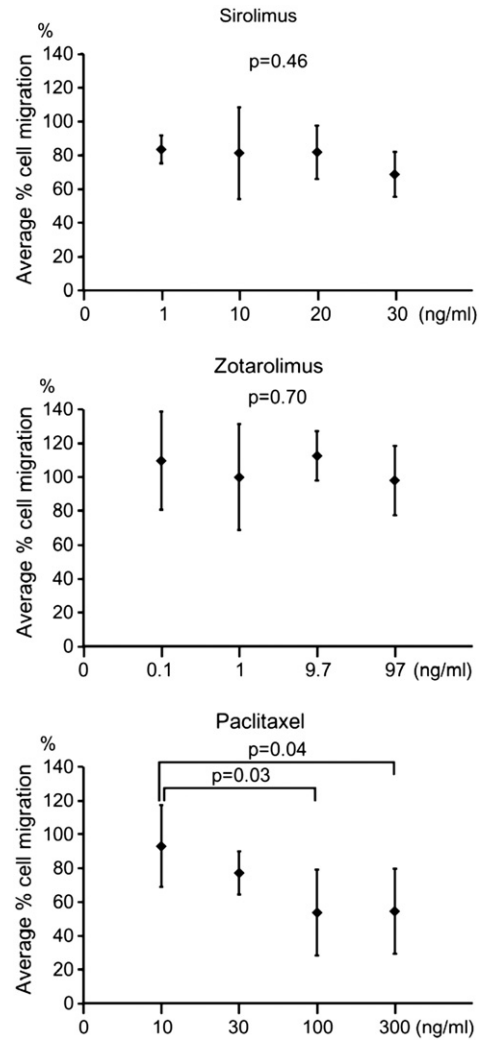 Sirolimus
%
p=0.46
140
120
100
80
60
40
20
0
Average % cell migration
0 1 10 20 30 (ng/ml)
Zotarolimus
%
p=0.70
140
120
100
80
60
40
20
0
Average % cell migration
0 0.1 1 9.7 97 (ng/ml)
Paclitaxel
%
p=0.04
p=0.03
140
120
100
80
60
40
20
0
Average % cell migration
0 10 30 100 300 (ng/ml)